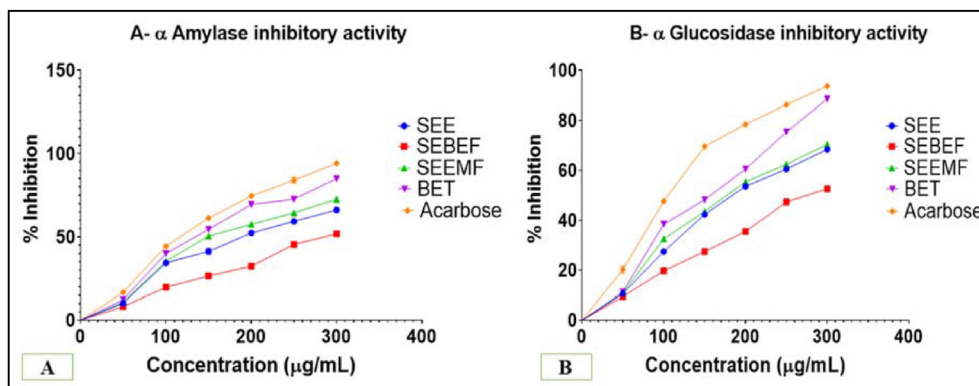 A- α Amylase inhibitory activity
150
100
50
0
% Inhibition
0 100 200 300 400
Concentration (µg/mL)
SEE
SEBEF
SEEMF
BET
Acarbose
A
B- α Glucosidase inhibitory activity
100
80
60
40
20
0
% Inhibition
0 100 200 300 400
Concentration (µg/mL)
SEE
SEBEF
SEEMF
BET
Acarbose
B